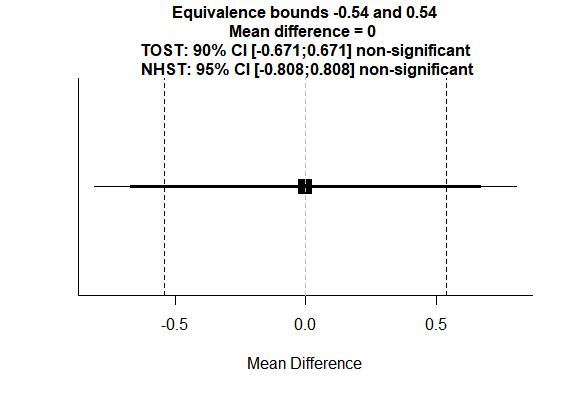 Equivalence bounds -0.54 and 0.54
Mean difference = 0
TOST: 90% CI [-0.671;0.671] non-significant
NHST: 95% CI [-0.808;0.808] non-significant
-0.5 0.0 0.5
Mean Difference